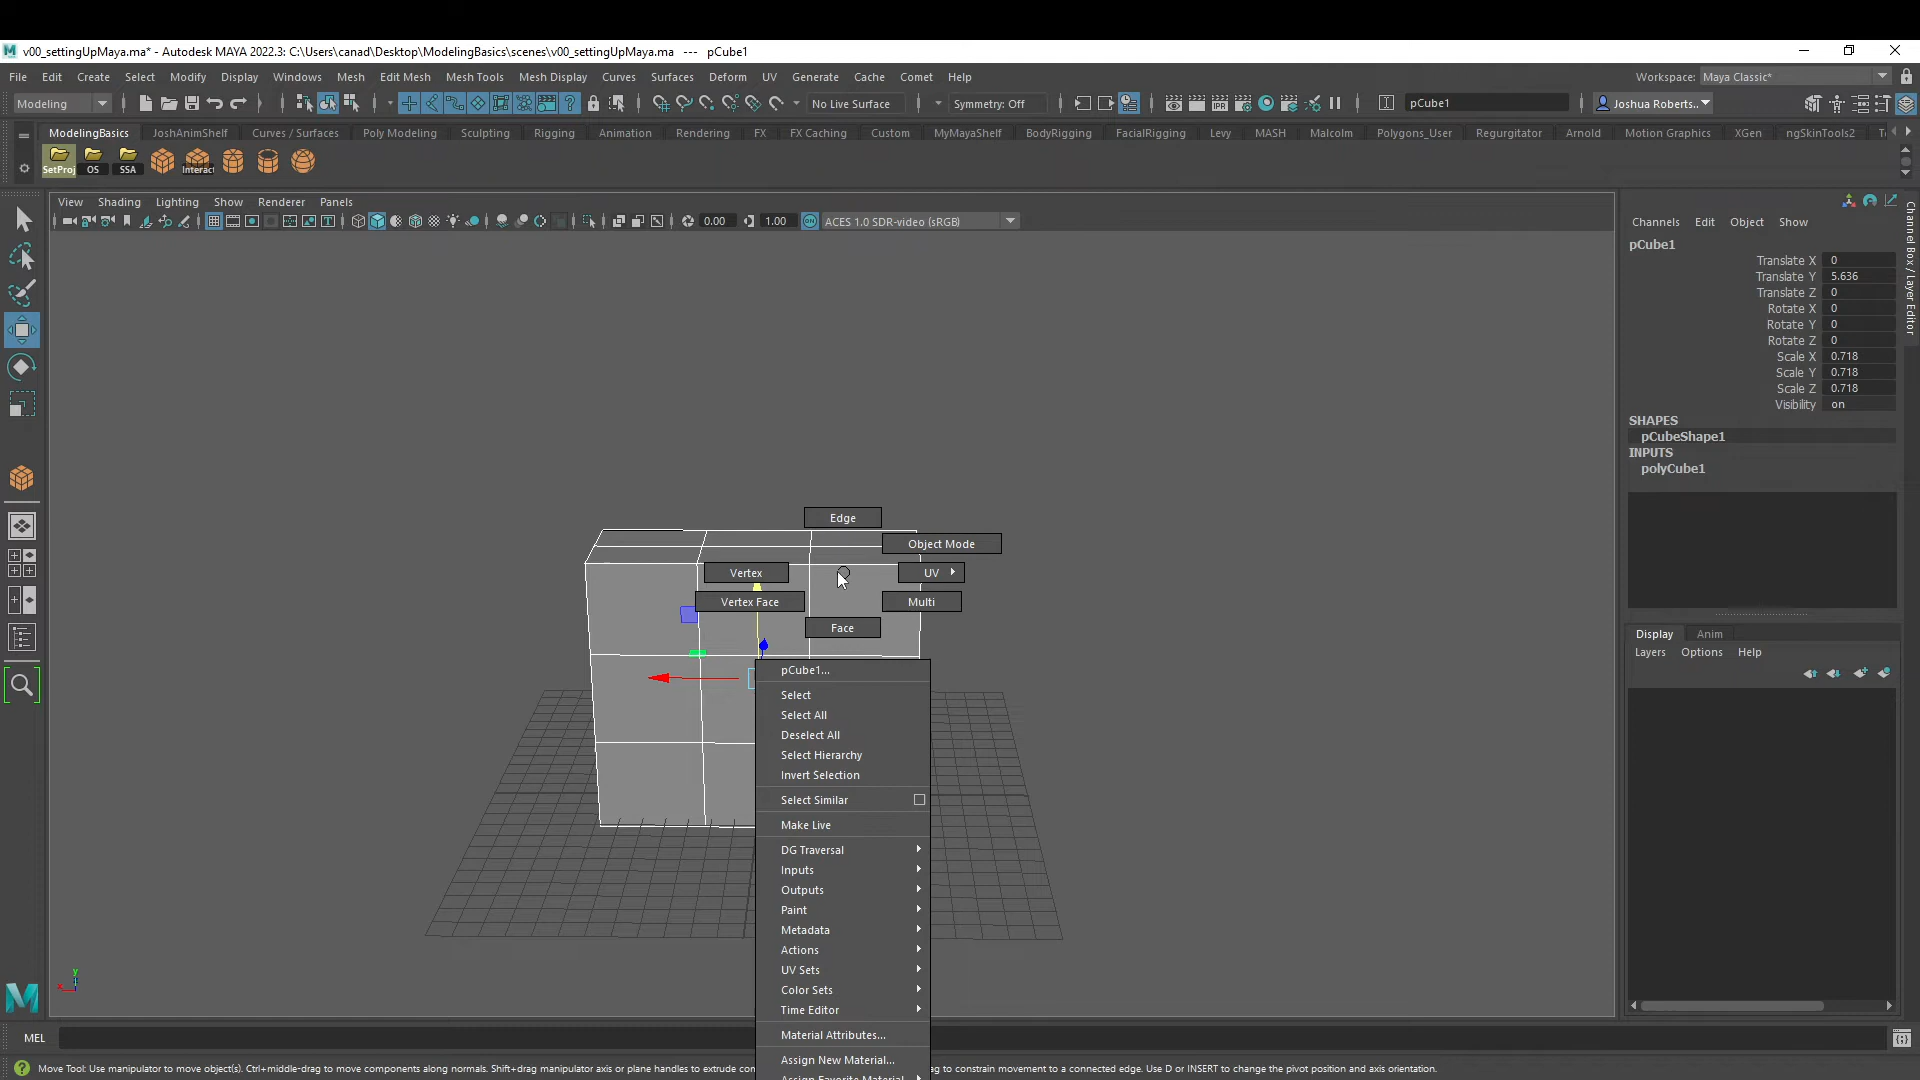 v00_settingUpMaya.ma* - Autodesk MAYA 2022.3: C:\Users\canad\Desktop\ModelingBasics\scenes\v00_settingUpMaya.ma --- pCube1
File Edit Create Select Modify Display Windows Mesh Edit Mesh Mesh Tools Mesh Display Curves Surfaces Deform UV Generate Cache Comet Help
Workspace: Maya Classic*
Modeling
No Live Surface
Symmetry: Off
IPR
pCube1
Joshua Roberts..
ModelingBasics JoshAnimShelf Curves / Surfaces Poly Modeling Sculpting Rigging Animation Rendering FX FX Caching Custom MyMayaShelf BodyRigging FacialRigging Levy MASH Malcolm Polygons_User Regurgitator Arnold Motion Graphics XGen ngSkinTools2
SetProj OS SSA Interact
View Shading Lighting Show Renderer Panels
0.00 1.00 ON ACES 1.0 SDR-video (sRGB)
Channels Edit Object Show
pCube1
Translate X 0
Translate Y 5.636
Translate Z 0
Rotate X 0
Rotate Y 0
Rotate Z 0
Scale X 0.718
Scale Y 0.718
Scale Z 0.718
Visibility on
SHAPES
pCubeShape1
INPUTS
polyCube1
Channel Box / Layer Editor
Display Anim
Layers Options Help
Edge
Object Mode
Vertex
UV
Vertex Face
Multi
Face
pCube1...
Select
Select All
Deselect All
Select Hierarchy
Invert Selection
Select Similar
Make Live
DG Traversal
Inputs
Outputs
Paint
Metadata
Actions
UV Sets
Color Sets
Time Editor
Material Attributes...
Assign New Material...
Assign Favorite Material
y
x
M
MEL
Move Tool: Use manipulator to move object(s). Ctrl+middle-drag to move components along normals. Shift+drag manipulator axis or plane handles to extrude
to constrain movement to a connected edge. Use D or INSERT to change the pivot position and axis orientation.